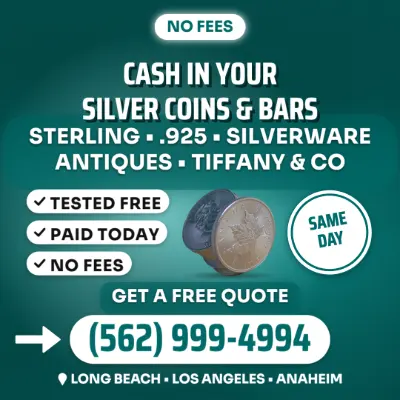 NO FEES
CASH IN YOUR
SILVER COINS & BARS
STERLING ▪ .925 ▪ SILVERWARE
ANTIQUES ▪ TIFFANY & CO
✓ TESTED FREE
✓ PAID TODAY
✓ NO FEES
SAME
DAY
GET A FREE QUOTE
(562) 999-4994
LONG BEACH ▪ LOS ANGELES ▪ ANAHEIM